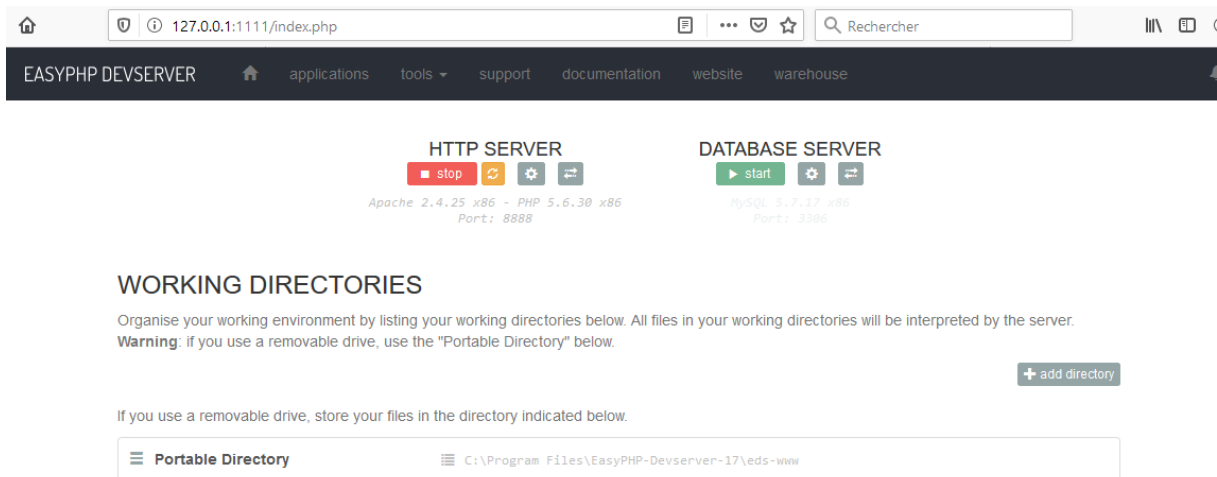 127.0.0.1:1111/index.php
Rechercher
EASYPHP DEVSERVER applications tools support documentation website warehouse
HTTP SERVER DATABASE SERVER
stop start
Apache 2.4.25 x86 - PHP 5.6.30 x86 MySQL 5.7.17 x86
Port: 8888 Port: 3306
WORKING DIRECTORIES
Organise your working environment by listing your working directories below. All files in your working directories will be interpreted by the server.
Warning: if you use a removable drive, use the "Portable Directory" below.
add directory
If you use a removable drive, store your files in the directory indicated below.
Portable Directory C:\Program Files\EasyPHP-Devserver-17\eds-www